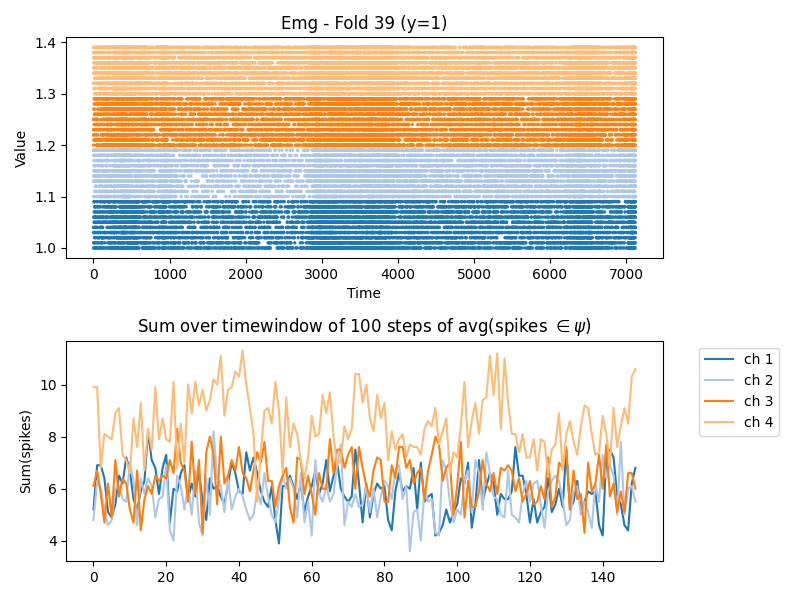 Emg - Fold 39 (y=1)
1.4
1.3
1.2
1.1
1.0
Value
0 1000 2000 3000 4000 5000 6000 7000
Time
Sum over timewindow of 100 steps of avg(spikes ∈ ψ)
10
8
6
4
Sum(spikes)
0 20 40 60 80 100 120 140
ch 1
ch 2
ch 3
ch 4